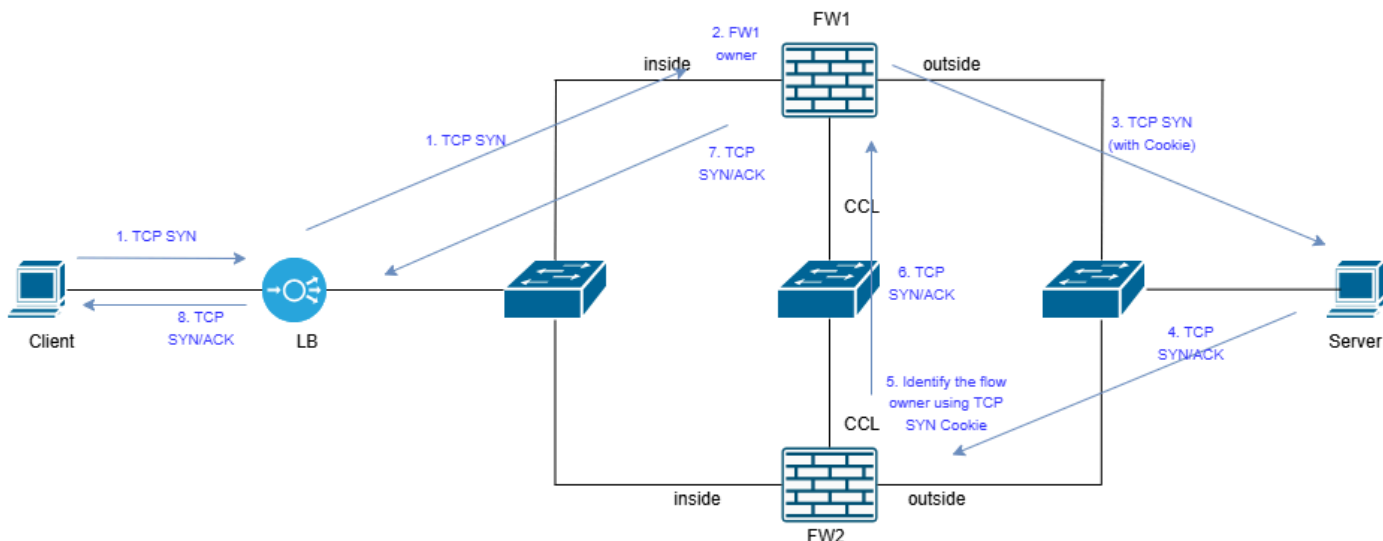 FW1
2. FW1
owner
inside
outside
1. TCP SYN
7. TCP
SYN/ACK
3. TCP SYN
(with Cookie)
CCL
1. TCP SYN
6. TCP
SYN/ACK
8. TCP
SYN/ACK
Client
LB
4. TCP
SYN/ACK
Server
5. Identify the flow
owner using TCP
SYN Cookie
CCL
inside
outside
FW2